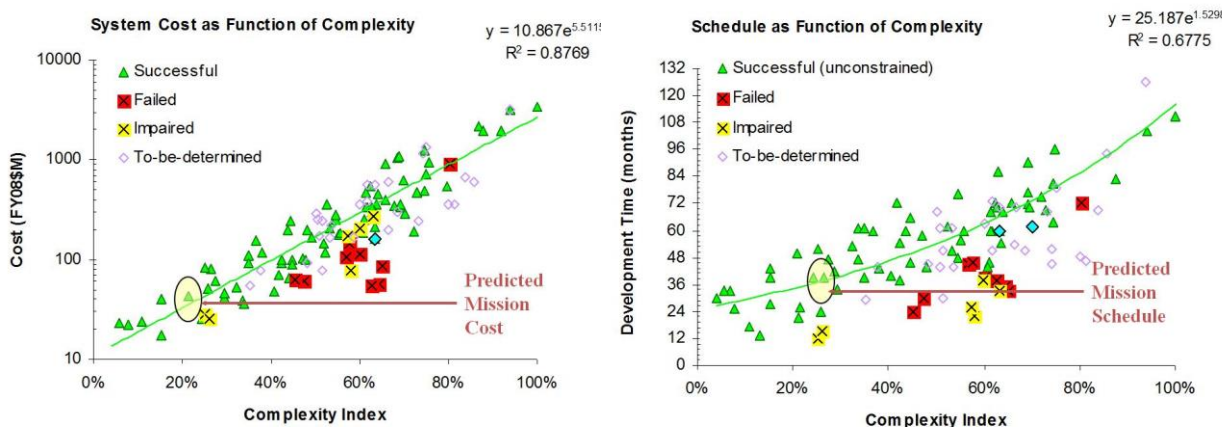 System Cost as Function of Complexity
y = 10.867e^5.5115
R² = 0.8769
Successful
Failed
Impaired
To-be-determined
Cost (FY08$M)
10000
1000
100
10
Predicted
Mission
Cost
0% 20% 40% 60% 80% 100%
Complexity Index
Schedule as Function of Complexity
y = 25.187e^1.5298
R² = 0.6775
Successful (unconstrained)
Failed
Impaired
To-be-determined
Development Time (months)
132
120
108
96
84
72
60
48
36
24
12
0
Predicted
Mission
Schedule
0% 20% 40% 60% 80% 100%
Complexity Index